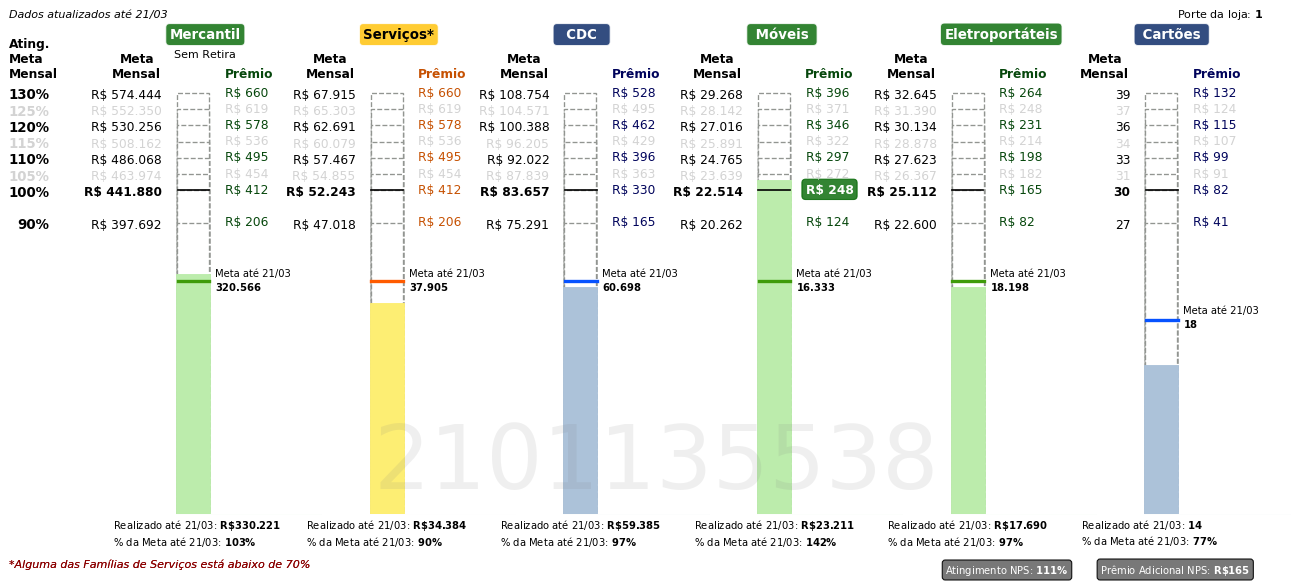 Dados atualizados até 21/03 Porte da loja: 1
Mercantil Serviços* CDC Móveis Eletroportáteis Cartões
Sem Retira
Ating. Meta Mensal Meta Mensal Prêmio Meta Mensal Prêmio Meta Mensal Prêmio Meta Mensal Prêmio Meta Mensal Prêmio Meta Mensal Prêmio
130% R$ 574.444 R$ 660 R$ 67.915 R$ 660 R$ 108.754 R$ 528 R$ 29.268 R$ 396 R$ 32.645 R$ 264 39 R$ 132
125% R$ 552.350 R$ 619 R$ 65.303 R$ 619 R$ 104.571 R$ 495 R$ 28.142 R$ 371 R$ 31.390 R$ 248 37 R$ 124
120% R$ 530.256 R$ 578 R$ 62.691 R$ 578 R$ 100.388 R$ 462 R$ 27.016 R$ 346 R$ 30.134 R$ 231 36 R$ 115
115% R$ 508.162 R$ 536 R$ 60.079 R$ 536 R$ 96.205 R$ 429 R$ 25.891 R$ 322 R$ 28.878 R$ 214 34 R$ 107
110% R$ 486.068 R$ 495 R$ 57.467 R$ 495 R$ 92.022 R$ 396 R$ 24.765 R$ 297 R$ 27.623 R$ 198 33 R$ 99
105% R$ 463.974 R$ 454 R$ 54.855 R$ 454 R$ 87.839 R$ 363 R$ 23.639 R$ 272 R$ 26.367 R$ 182 31 R$ 91
100% R$ 441.880 R$ 412 R$ 52.243 R$ 412 R$ 83.657 R$ 330 R$ 22.514 R$ 248 R$ 25.112 R$ 165 30 R$ 82
90% R$ 397.692 R$ 206 R$ 47.018 R$ 206 R$ 75.291 R$ 165 R$ 20.262 R$ 124 R$ 22.600 R$ 82 27 R$ 41
Meta até 21/03 Meta até 21/03 Meta até 21/03 Meta até 21/03 Meta até 21/03
320.566 37.905 60.698 16.333 18.198
Meta até 21/03
18
2101135538
Realizado até 21/03: R$330.221 Realizado até 21/03: R$34.384 Realizado até 21/03: R$59.385 Realizado até 21/03: R$23.211 Realizado até 21/03: R$17.690 Realizado até 21/03: 14
% da Meta até 21/03: 103% % da Meta até 21/03: 90% % da Meta até 21/03: 97% % da Meta até 21/03: 142% % da Meta até 21/03: 97% % da Meta até 21/03: 77%
*Alguma das Famílias de Serviços está abaixo de 70% Atingimento NPS: 111% Prêmio Adicional NPS: R$165